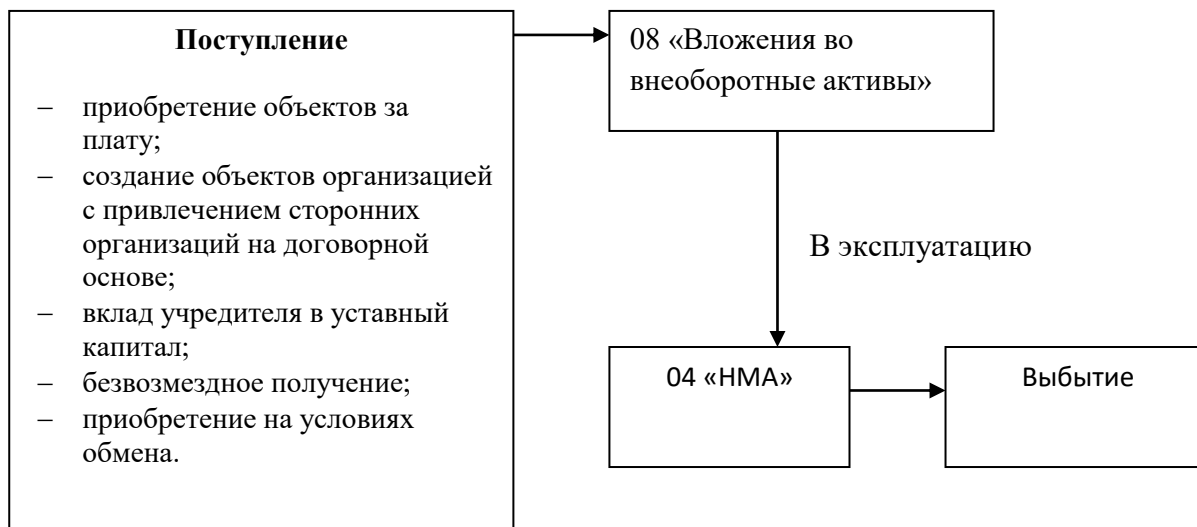 Поступление
– приобретение объектов за
плату;
– создание объектов организацией
с привлечением сторонних
организаций на договорной
основе;
– вклад учредителя в уставный
капитал;
– безвозмездное получение;
– приобретение на условиях
обмена.
08 «Вложения во
внеоборотные активы»
В эксплуатацию
04 «НМА»
Выбытие